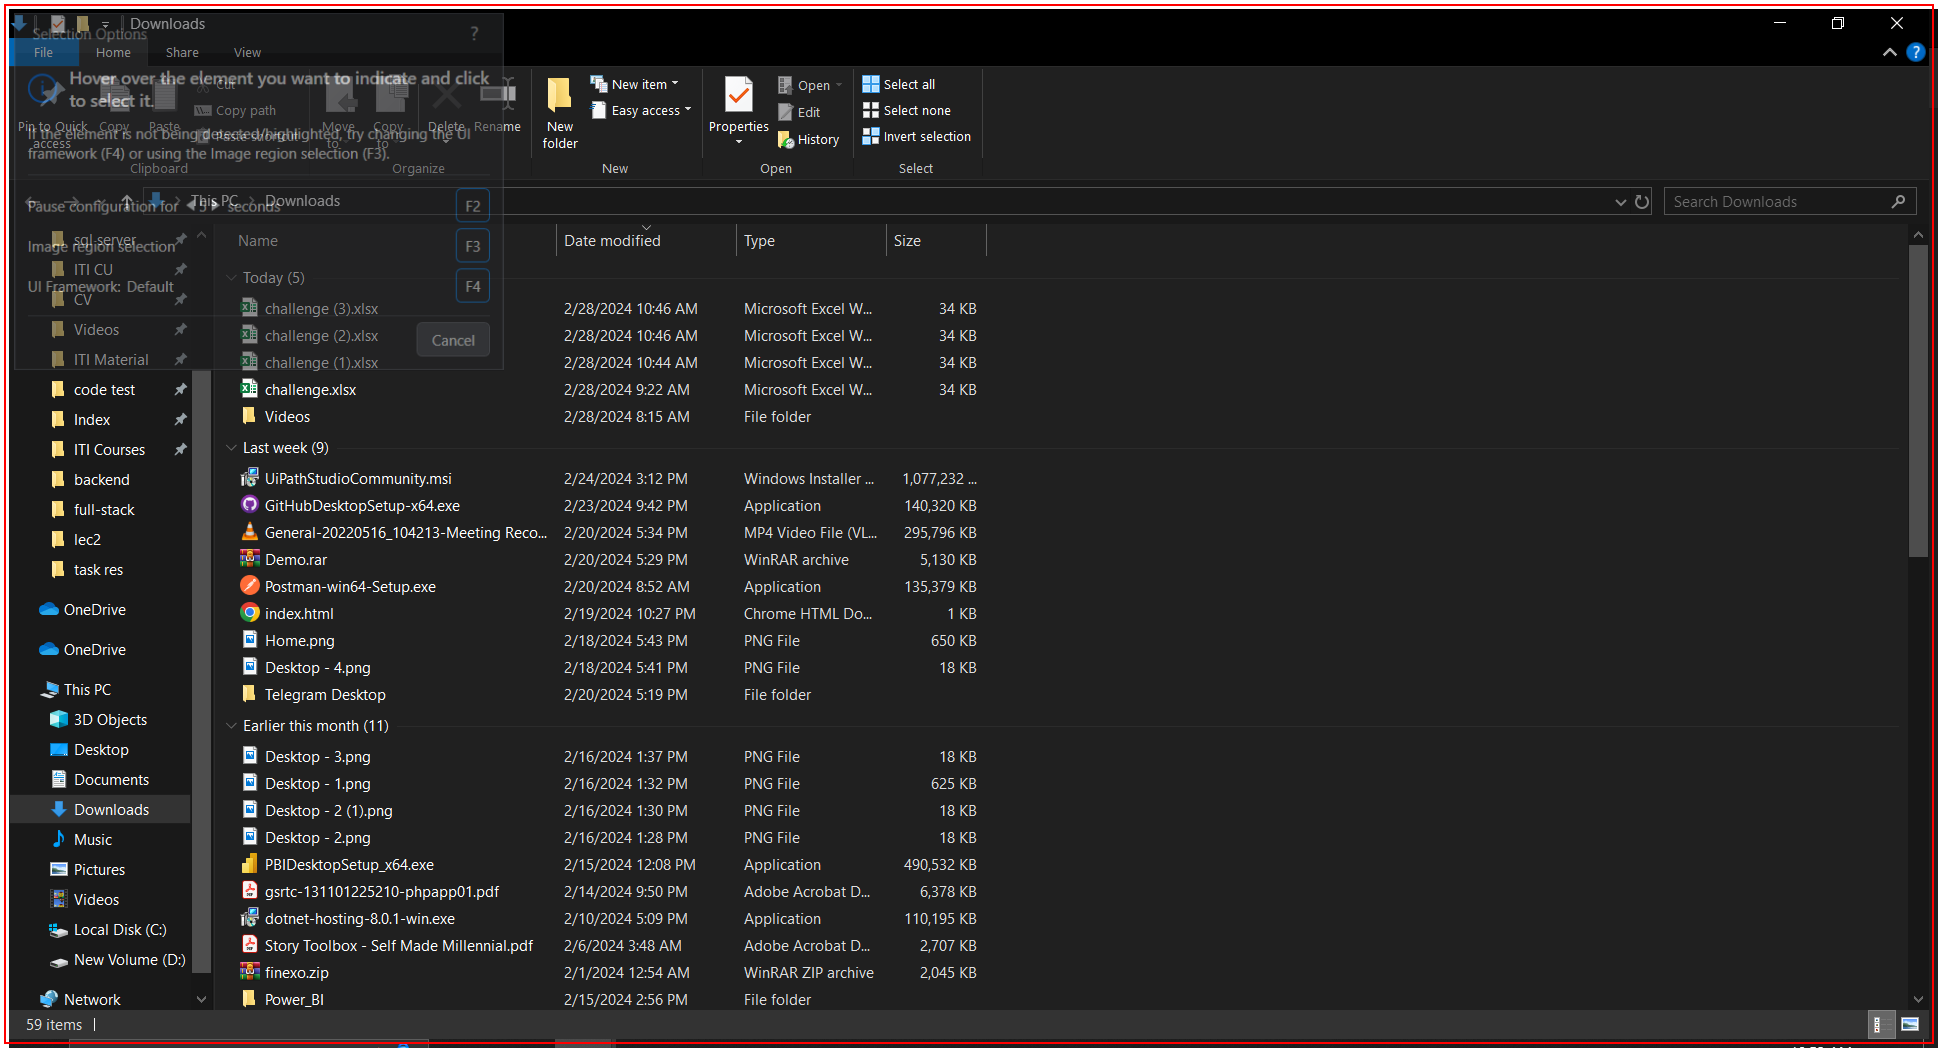 Downloads
Selection Options
?
File
Home
Share
View
?
Hover over the element you want to indicate and click
to select it.
If the element is not being detected/highlighted, try changing the UI
framework (F4) or using the Image region selection (F3).
Pin to Quick
access
Copy
Paste
Cut
Copy path
Paste shortcut
Clipboard
Move
to
Copy
to
Delete
Rename
Organize
New
folder
New item
Easy access
New
Properties
Open
Edit
History
Open
Select all
Select none
Invert selection
Select
This PC
Downloads
Search Downloads
Pause configuration for
5
seconds
F2
Image region selection
F3
UI Framework: Default
F4
Cancel
sql server
ITI CU
CV
Videos
ITI Material
code test
Index
ITI Courses
backend
full-stack
lec2
task res
OneDrive
OneDrive
This PC
3D Objects
Desktop
Documents
Downloads
Music
Pictures
Videos
Local Disk (C:)
New Volume (D:)
Network
Name Date modified Type Size
Today (5)
challenge (3).xlsx 2/28/2024 10:46 AM Microsoft Excel W... 34 KB
challenge (2).xlsx 2/28/2024 10:46 AM Microsoft Excel W... 34 KB
challenge (1).xlsx 2/28/2024 10:44 AM Microsoft Excel W... 34 KB
challenge.xlsx 2/28/2024 9:22 AM Microsoft Excel W... 34 KB
Videos 2/28/2024 8:15 AM File folder
Last week (9)
UiPathStudioCommunity.msi 2/24/2024 3:12 PM Windows Installer ... 1,077,232 ...
GitHubDesktopSetup-x64.exe 2/23/2024 9:42 PM Application 140,320 KB
General-20220516_104213-Meeting Reco... 2/20/2024 5:34 PM MP4 Video File (VL... 295,796 KB
Demo.rar 2/20/2024 5:29 PM WinRAR archive 5,130 KB
Postman-win64-Setup.exe 2/20/2024 8:52 AM Application 135,379 KB
index.html 2/19/2024 10:27 PM Chrome HTML Do... 1 KB
Home.png 2/18/2024 5:43 PM PNG File 650 KB
Desktop - 4.png 2/18/2024 5:41 PM PNG File 18 KB
Telegram Desktop 2/20/2024 5:19 PM File folder
Earlier this month (11)
Desktop - 3.png 2/16/2024 1:37 PM PNG File 18 KB
Desktop - 1.png 2/16/2024 1:32 PM PNG File 625 KB
Desktop - 2 (1).png 2/16/2024 1:30 PM PNG File 18 KB
Desktop - 2.png 2/16/2024 1:28 PM PNG File 18 KB
PBIDesktopSetup_x64.exe 2/15/2024 12:08 PM Application 490,532 KB
gsrtc-131101225210-phpapp01.pdf 2/14/2024 9:50 PM Adobe Acrobat D... 6,378 KB
dotnet-hosting-8.0.1-win.exe 2/10/2024 5:09 PM Application 110,195 KB
Story Toolbox - Self Made Millennial.pdf 2/6/2024 3:48 AM Adobe Acrobat D... 2,707 KB
finexo.zip 2/1/2024 12:54 AM WinRAR ZIP archive 2,045 KB
Power_BI 2/15/2024 2:56 PM File folder
59 items